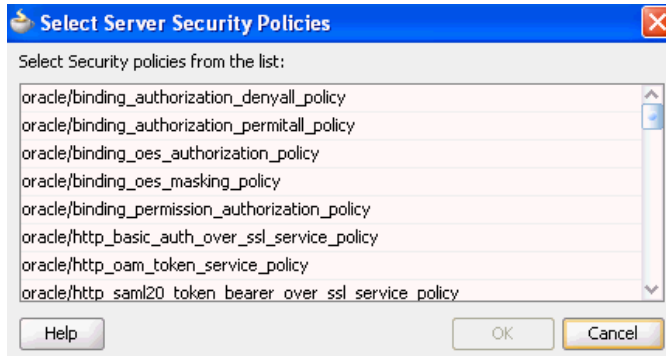 Select Server Security Policies
Select Security policies from the list:
oracle/binding_authorization_denyall_policy
oracle/binding_authorization_permitall_policy
oracle/binding_oes_authorization_policy
oracle/binding_oes_masking_policy
oracle/binding_permission_authorization_policy
oracle/http_basic_auth_over_ssl_service_policy
oracle/http_oam_token_service_policy
oracle/http_saml20_token_bearer_over_ssl_service_policy
Help OK Cancel